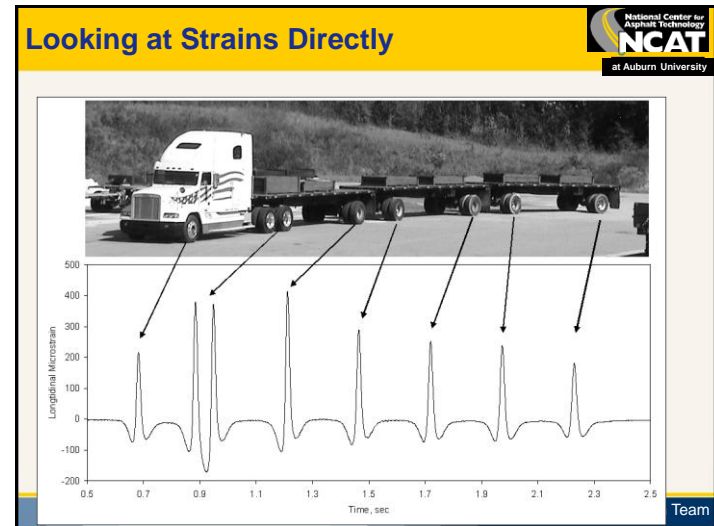 Looking at Strains Directly
National Center for
Asphalt Technology
NCAT
at Auburn University
500
400
300
200
100
0
-100
-200
Longtidinal Microstrain
0.5 0.7 0.9 1.1 1.3 1.5 1.7 1.9 2.1 2.3 2.5
Time, sec
Team